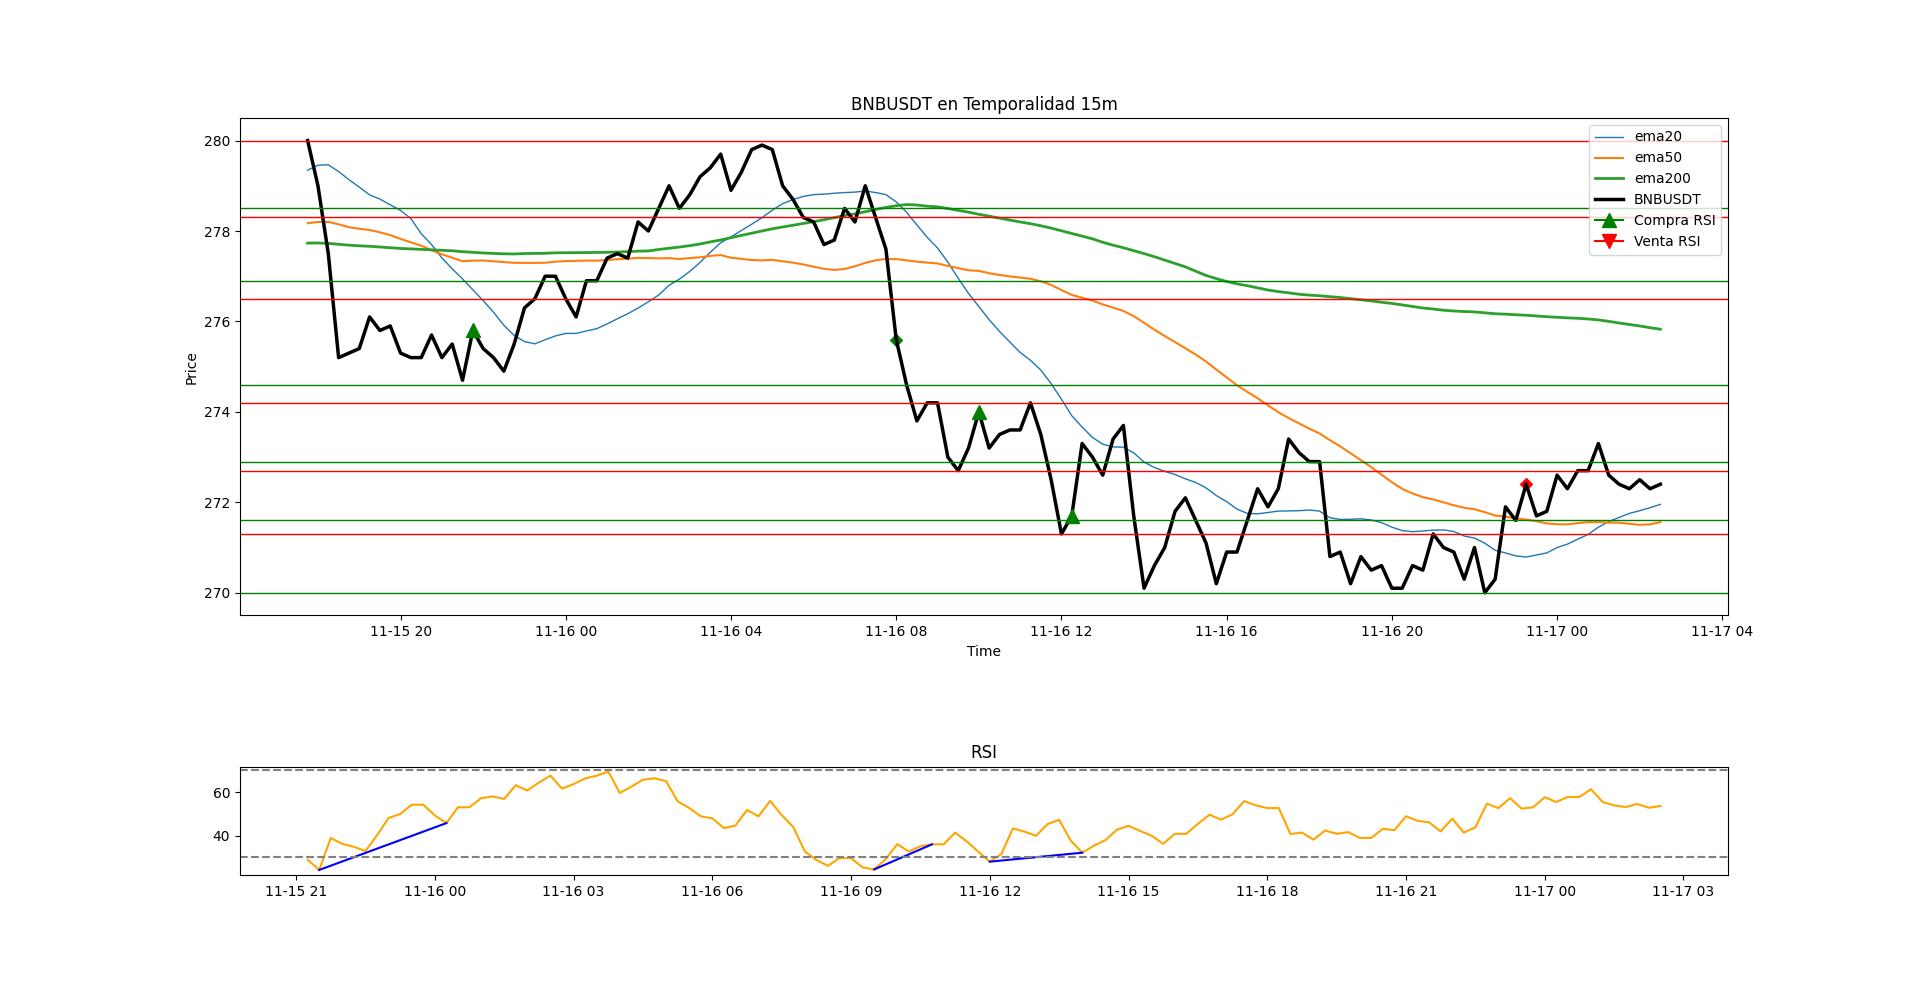 BNBUSDT en Temporalidad 15m
280
278
276
274
272
270
Price
ema20
ema50
ema200
BNBUSDT
Compra RSI
Venta RSI
11-15 20 11-16 00 11-16 04 11-16 08 11-16 12 11-16 16 11-16 20 11-17 00 11-17 04
Time
RSI
60
40
11-15 21 11-16 00 11-16 03 11-16 06 11-16 09 11-16 12 11-16 15 11-16 18 11-16 21 11-17 00 11-17 03